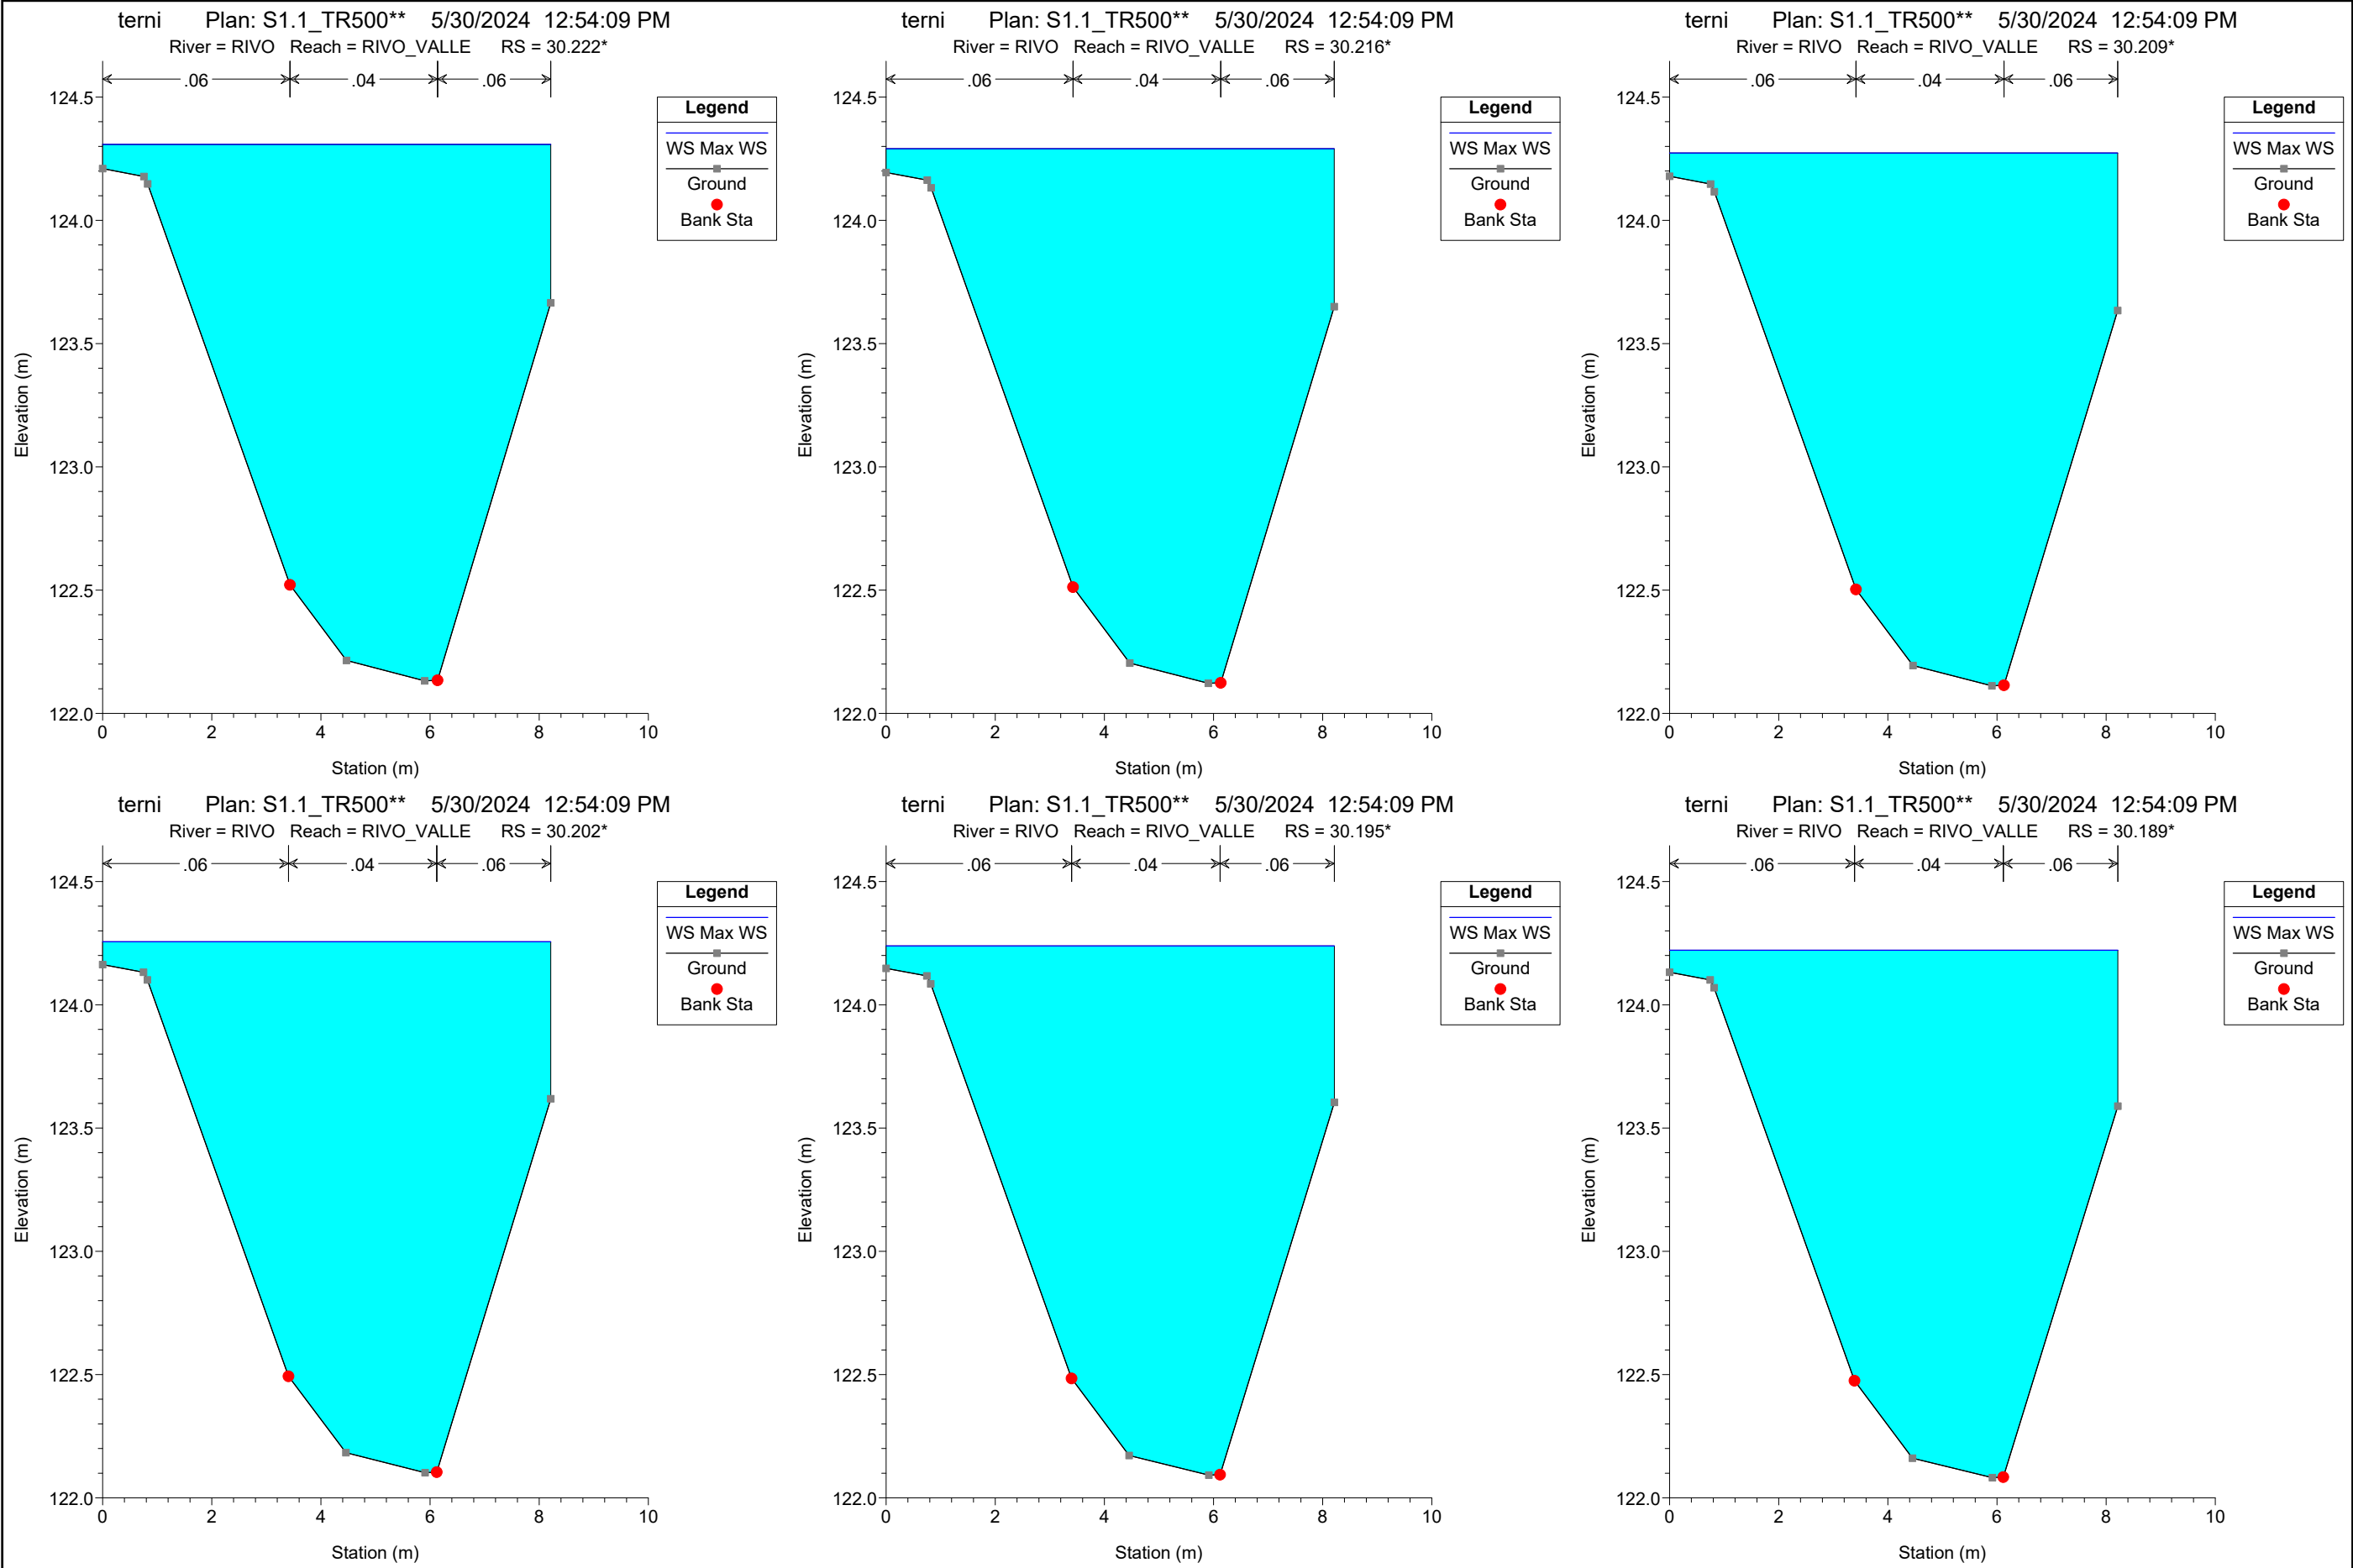 terni Plan: S1.1_TR500** 5/30/2024 12:54:09 PM
River = RIVO Reach = RIVO_VALLE RS = 30.222*
.06 .04 .06
124.5
124.0
123.5
123.0
122.5
122.0
Elevation (m)
0 2 4 6 8 10
Station (m)
Legend
WS Max WS
Ground
Bank Sta
terni Plan: S1.1_TR500** 5/30/2024 12:54:09 PM
River = RIVO Reach = RIVO_VALLE RS = 30.216*
.06 .04 .06
124.5
124.0
123.5
123.0
122.5
122.0
Elevation (m)
0 2 4 6 8 10
Station (m)
Legend
WS Max WS
Ground
Bank Sta
terni Plan: S1.1_TR500** 5/30/2024 12:54:09 PM
River = RIVO Reach = RIVO_VALLE RS = 30.209*
.06 .04 .06
124.5
124.0
123.5
123.0
122.5
122.0
Elevation (m)
0 2 4 6 8 10
Station (m)
Legend
WS Max WS
Ground
Bank Sta
terni Plan: S1.1_TR500** 5/30/2024 12:54:09 PM
River = RIVO Reach = RIVO_VALLE RS = 30.202*
.06 .04 .06
124.5
124.0
123.5
123.0
122.5
122.0
Elevation (m)
0 2 4 6 8 10
Station (m)
Legend
WS Max WS
Ground
Bank Sta
terni Plan: S1.1_TR500** 5/30/2024 12:54:09 PM
River = RIVO Reach = RIVO_VALLE RS = 30.195*
.06 .04 .06
124.5
124.0
123.5
123.0
122.5
122.0
Elevation (m)
0 2 4 6 8 10
Station (m)
Legend
WS Max WS
Ground
Bank Sta
terni Plan: S1.1_TR500** 5/30/2024 12:54:09 PM
River = RIVO Reach = RIVO_VALLE RS = 30.189*
.06 .04 .06
124.5
124.0
123.5
123.0
122.5
122.0
Elevation (m)
0 2 4 6 8 10
Station (m)
Legend
WS Max WS
Ground
Bank Sta